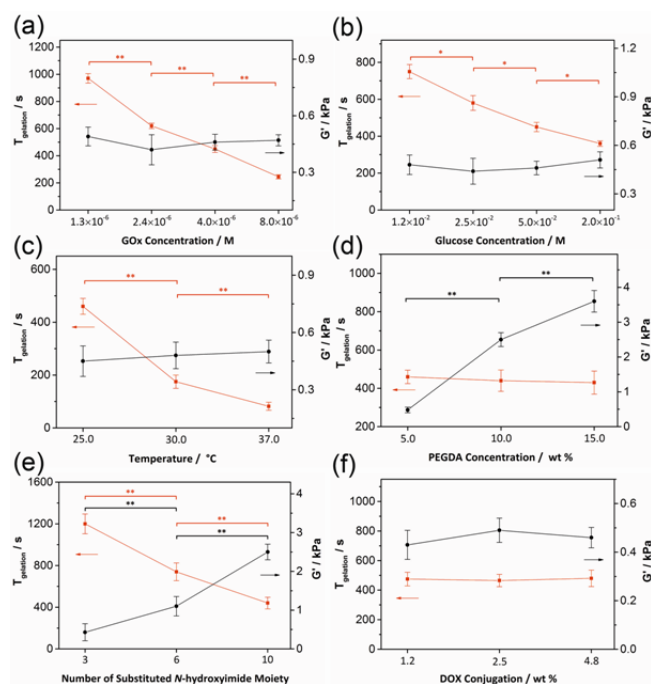 (a)
T_gelation / s
1200
1000
800
600
400
200
0
** ** **
0.9
0.6
0.3
G' / kPa
1.3×10⁻⁶ 2.4×10⁻⁶ 4.0×10⁻⁶ 8.0×10⁻⁶
GOx Concentration / M
(b)
T_gelation / s
800
600
400
200
0
* * *
1.2
0.9
0.6
0.3
G' / kPa
1.2×10⁻² 2.5×10⁻² 5.0×10⁻² 2.0×10⁻¹
Glucose Concentration / M
(c)
T_gelation / s
600
400
200
0
** **
0.9
0.6
0.3
G' / kPa
25.0 30.0 37.0
Temperature / °C
(d)
T_gelation / s
1000
800
600
400
200
** **
4
3
2
1
0
G' / kPa
5.0 10.0 15.0
PEGDA Concentration / wt %
(e)
T_gelation / s
1600
1200
800
400
0
** **
** **
4
3
2
1
0
G' / kPa
3 6 10
Number of Substituted N-hydroxyimide Moiety
(f)
T_gelation / s
1000
800
600
400
200
0
0.6
0.4
0.2
0.0
G' / kPa
1.2 2.5 4.8
DOX Conjugation / wt %